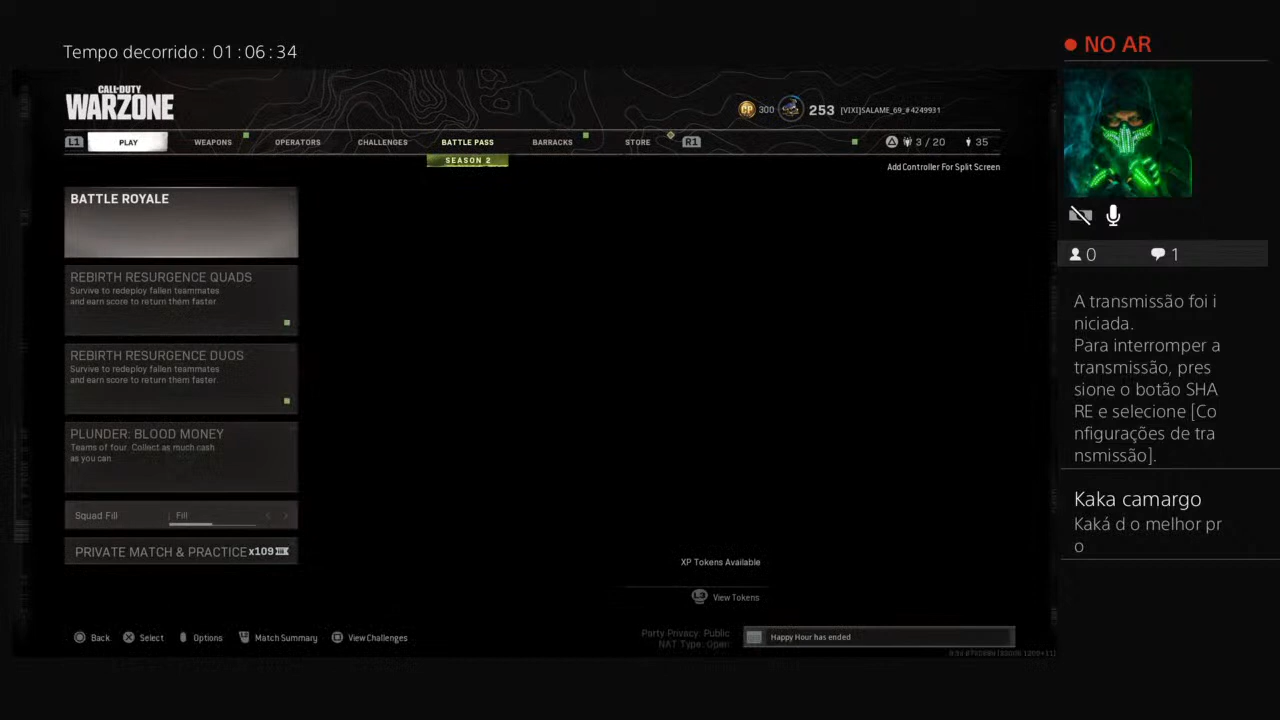 Tempo decorrido: 01:06:34
NO AR
CALL OF DUTY
WARZONE
CP 300 253 [VIXI]SALAME_69_#4249931
L1 PLAY WEAPONS OPERATORS CHALLENGES BATTLE PASS BARRACKS STORE R1 3 / 20 35
SEASON 2
Add Controller For Split Screen
BATTLE ROYALE
REBIRTH RESURGENCE QUADS
Survive to redeploy fallen teammates
and earn score to return them faster.
REBIRTH RESURGENCE DUOS
Survive to redeploy fallen teammates
and earn score to return them faster.
PLUNDER: BLOOD MONEY
Teams of four. Collect as much cash
as you can.
Squad Fill Fill
PRIVATE MATCH & PRACTICE x109
XP Tokens Available
L3 View Tokens
Back Select Options Match Summary View Challenges
Party Privacy: Public
NAT Type: Open
Happy Hour has ended
0 1
A transmissão foi i
niciada.
Para interromper a
transmissão, pres
sione o botão SHA
RE e selecione [Co
nfigurações de tra
nsmissão].
Kaka camargo
Kaká d o melhor pr
o